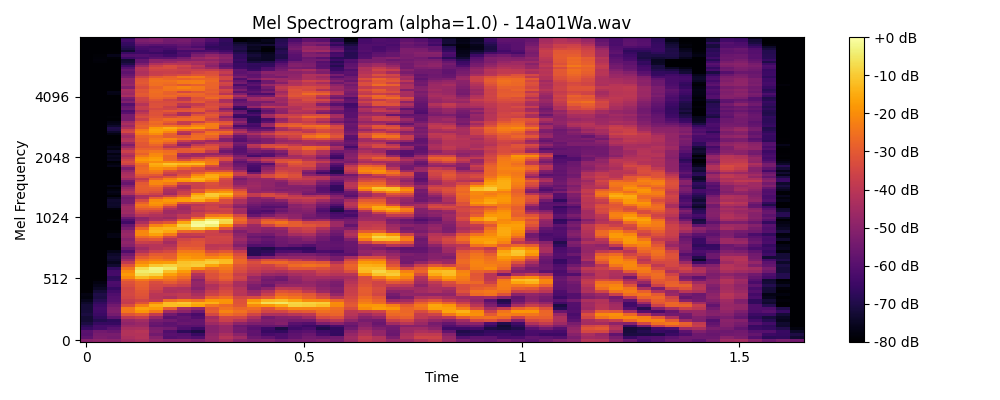 Mel Spectrogram (alpha=1.0) - 14a01Wa.wav
Mel Frequency
4096
2048
1024
512
0
0
0.5
1
1.5
Time
+0 dB
-10 dB
-20 dB
-30 dB
-40 dB
-50 dB
-60 dB
-70 dB
-80 dB